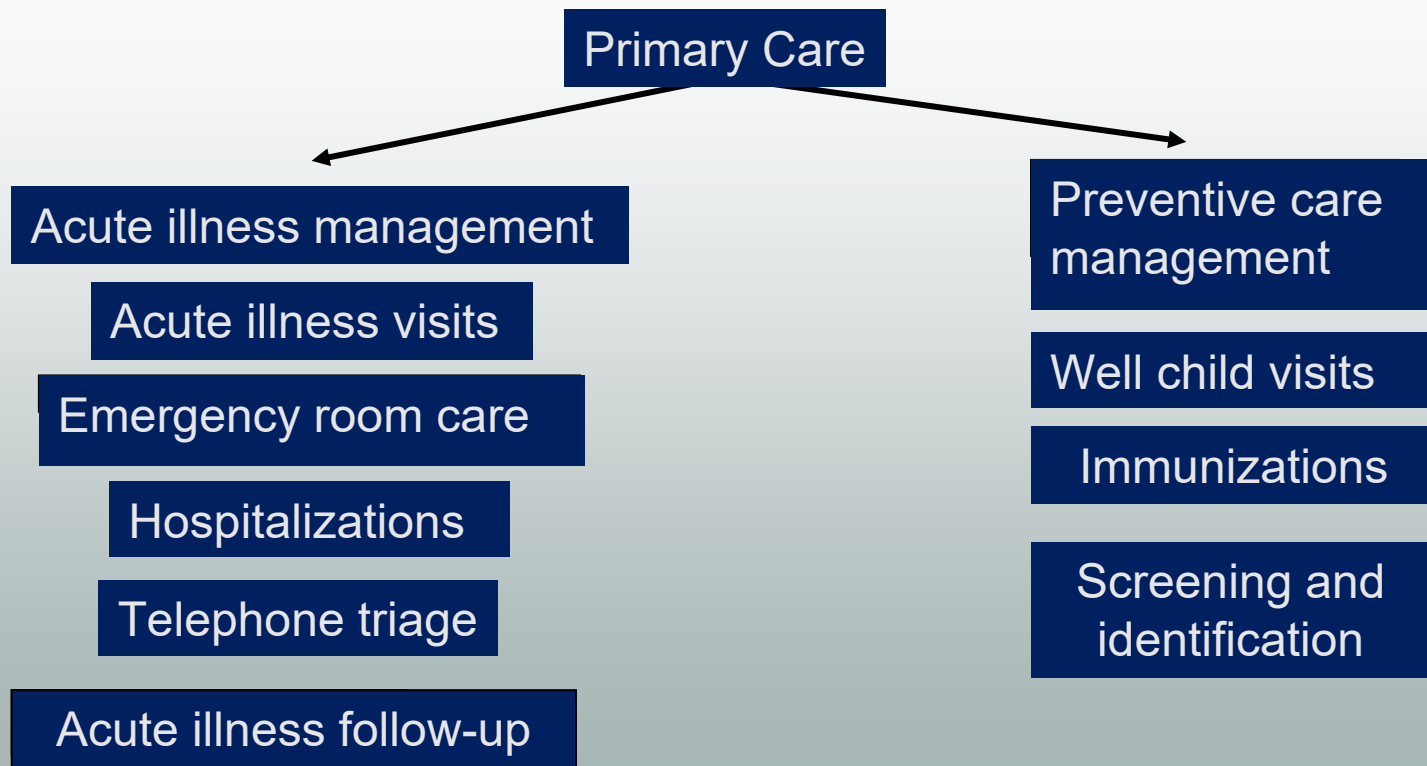 Primary Care
Acute illness management
Acute illness visits
Emergency room care
Hospitalizations
Telephone triage
Acute illness follow-up
Preventive care
management
Well child visits
Immunizations
Screening and
identification